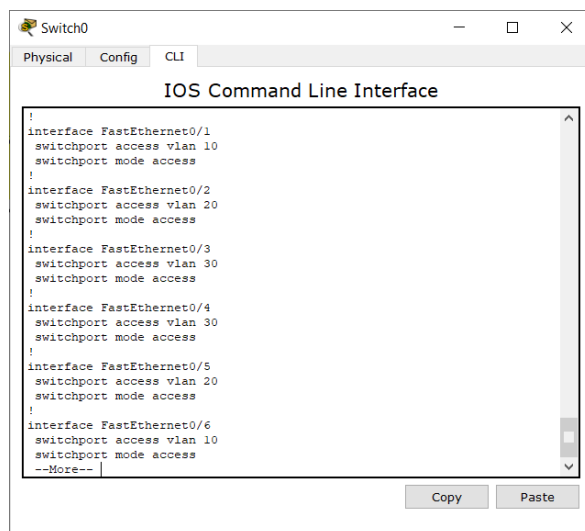 Switch0
Physical Config CLI
IOS Command Line Interface
!
interface FastEthernet0/1
switchport access vlan 10
switchport mode access
!
interface FastEthernet0/2
switchport access vlan 20
switchport mode access
!
interface FastEthernet0/3
switchport access vlan 30
switchport mode access
!
interface FastEthernet0/4
switchport access vlan 30
switchport mode access
!
interface FastEthernet0/5
switchport access vlan 20
switchport mode access
!
interface FastEthernet0/6
switchport access vlan 10
switchport mode access
--More--
Copy Paste